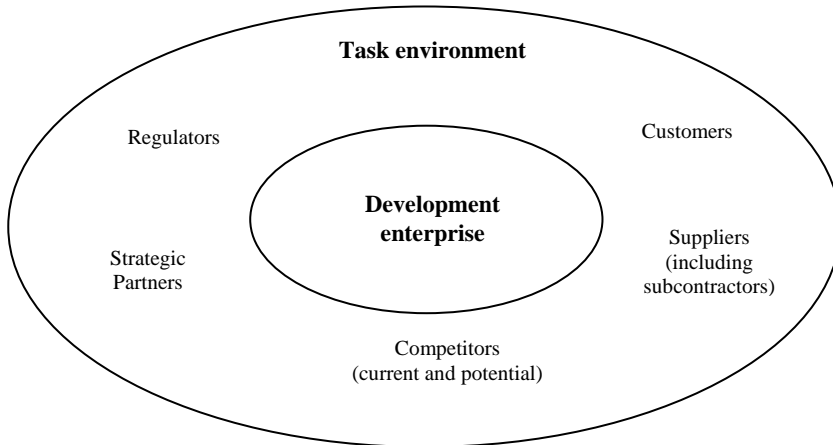 Task environment
Regulators
Customers
Development
enterprise
Strategic
Partners
Suppliers
(including
subcontractors)
Competitors
(current and potential)